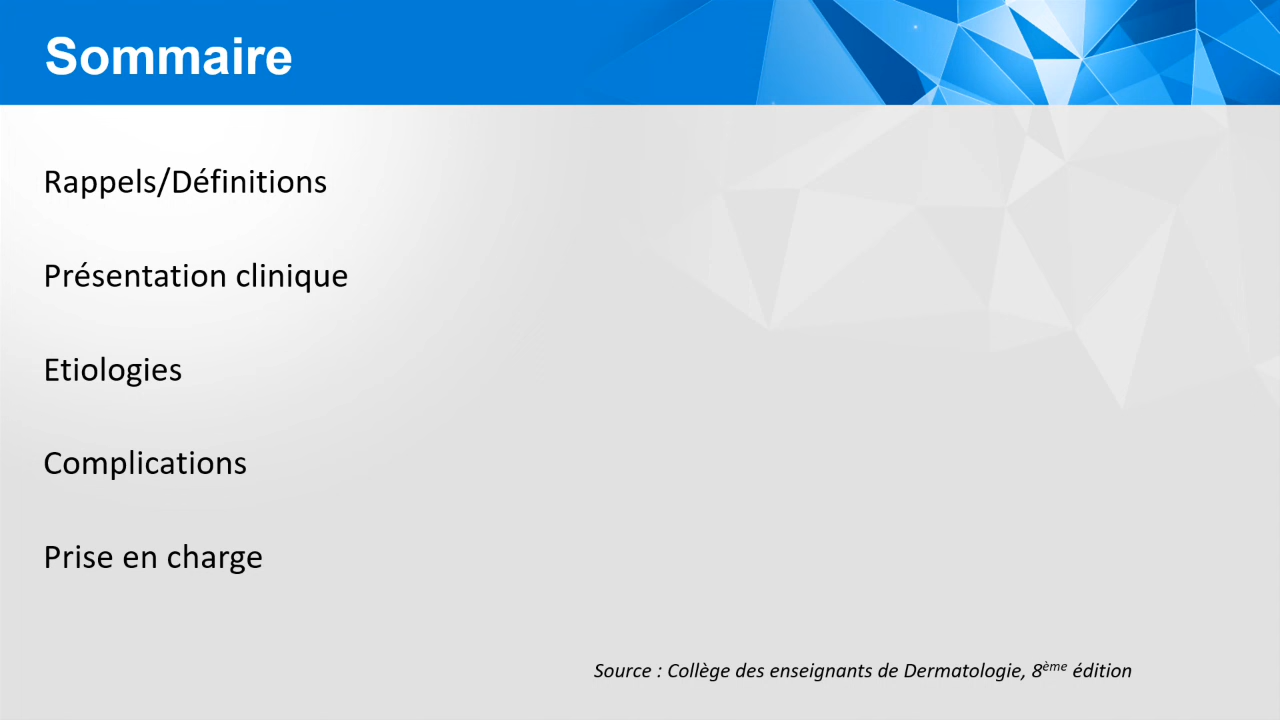 Sommaire
Rappels/Définitions
Présentation clinique
Etiologies
Complications
Prise en charge
Source : Collège des enseignants de Dermatologie, 8ème édition